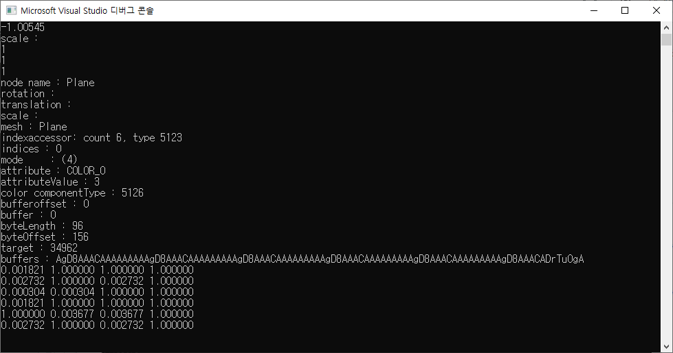 Microsoft Visual Studio 디버그 콘솔
-1.00545
scale :
1
1
1
node name : Plane
rotation :
translation :
scale :
mesh : Plane
indexaccessor: count 6, type 5123
indices : 0
mode    : (4)
attribute : COLOR_0
attributeValue : 3
color componentType : 5126
bufferoffset : 0
buffer : 0
byteLength : 96
byteOffset : 156
target : 34962
buffers : AgD8AAACAAAAAAAAAgD8AAACAAAAAAAAAgD8AAACAAAAAAAAAgD8AAACAAAAAAAAAgD8AAACAAAAAAAAAgD8AAACADrTuOgA
0.001821 1.000000 1.000000 1.000000
0.002732 1.000000 0.002732 1.000000
0.000304 0.000304 1.000000 1.000000
0.001821 1.000000 1.000000 1.000000
1.000000 0.003677 0.003677 1.000000
0.002732 1.000000 0.002732 1.000000